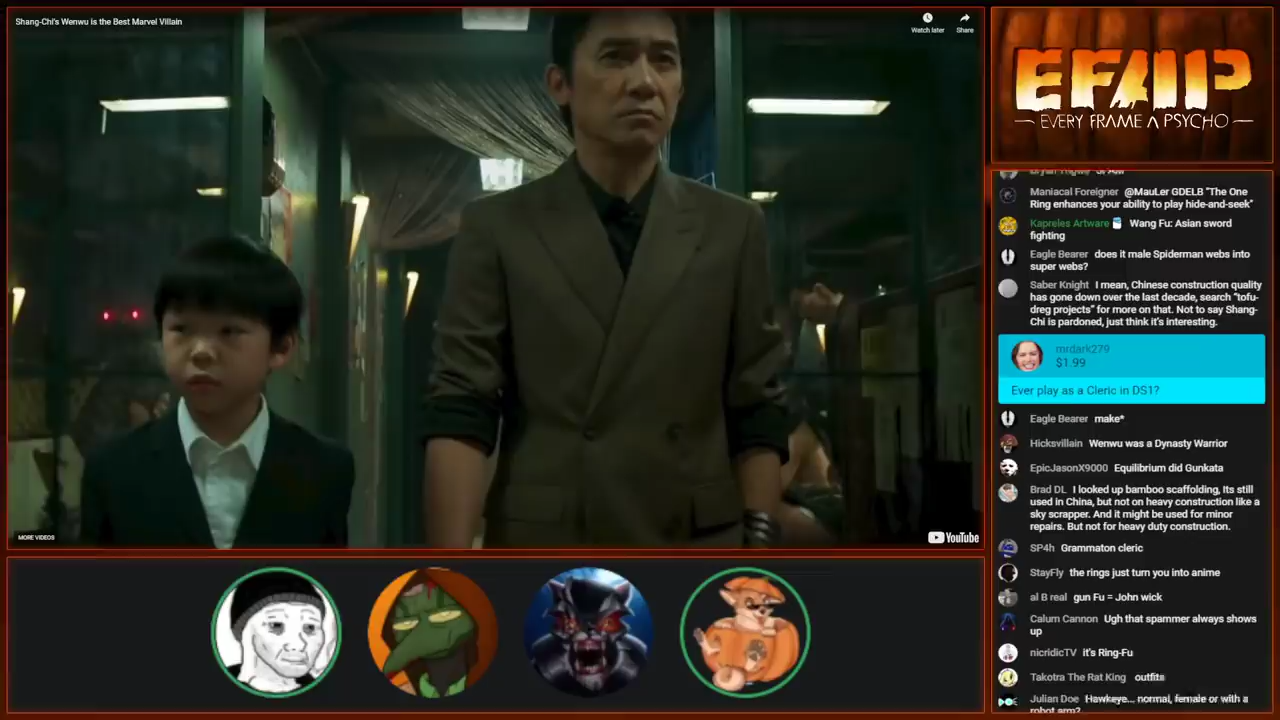 Shang-Chi's Wenwu is the Best Marvel Villain
Watch later
Share
MORE VIDEOS
YouTube
EFAP
EVERY FRAME A PSYCHO
Maniacal Foreigner @MauLer GDELB "The One
Ring enhances your ability to play hide-and-seek"
Kapreles Artware Wang Fu: Asian sword
fighting
Eagle Bearer does it male Spiderman webs into
super webs?
Saber Knight I mean, Chinese construction quality
has gone down over the last decade, search "tofu-
dreg projects" for more on that. Not to say Shang-
Chi is pardoned, just think it's interesting.
mrdark279
$1.99
Ever play as a Cleric in DS1?
Eagle Bearer make*
Hicksvillain Wenwu was a Dynasty Warrior
EpicJasonX9000 Equilibrium did Gunkata
Brad DL I looked up bamboo scaffolding, Its still
used in China, but not on heavy construction like a
sky scrapper. And it might be used for minor
repairs. But not for heavy duty construction.
SP4h Grammaton cleric
StayFly the rings just turn you into anime
al B real gun Fu = John wick
Calum Cannon Ugh that spammer always shows
up
nicridicTV it's Ring-Fu
Takotra The Rat King outfits
Julian Doe Hawkeye... normal, female or with a
robot arm?